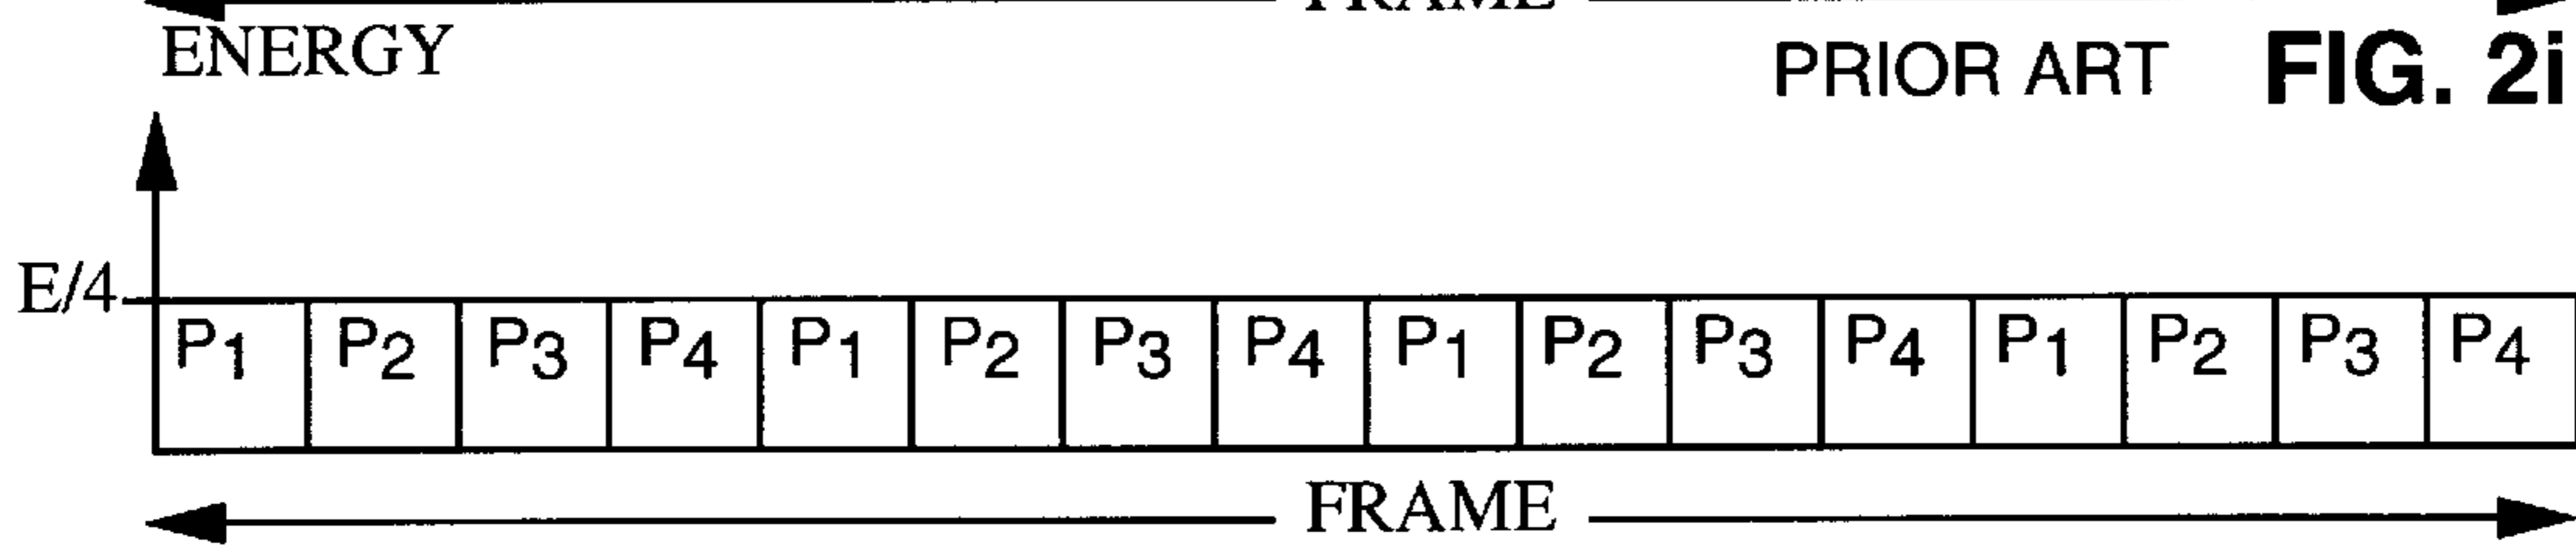 FRAME
ENERGY
PRIOR ART FIG. 2i
E/4
P1 P2 P3 P4 P1 P2 P3 P4 P1 P2 P3 P4 P1 P2 P3 P4
FRAME